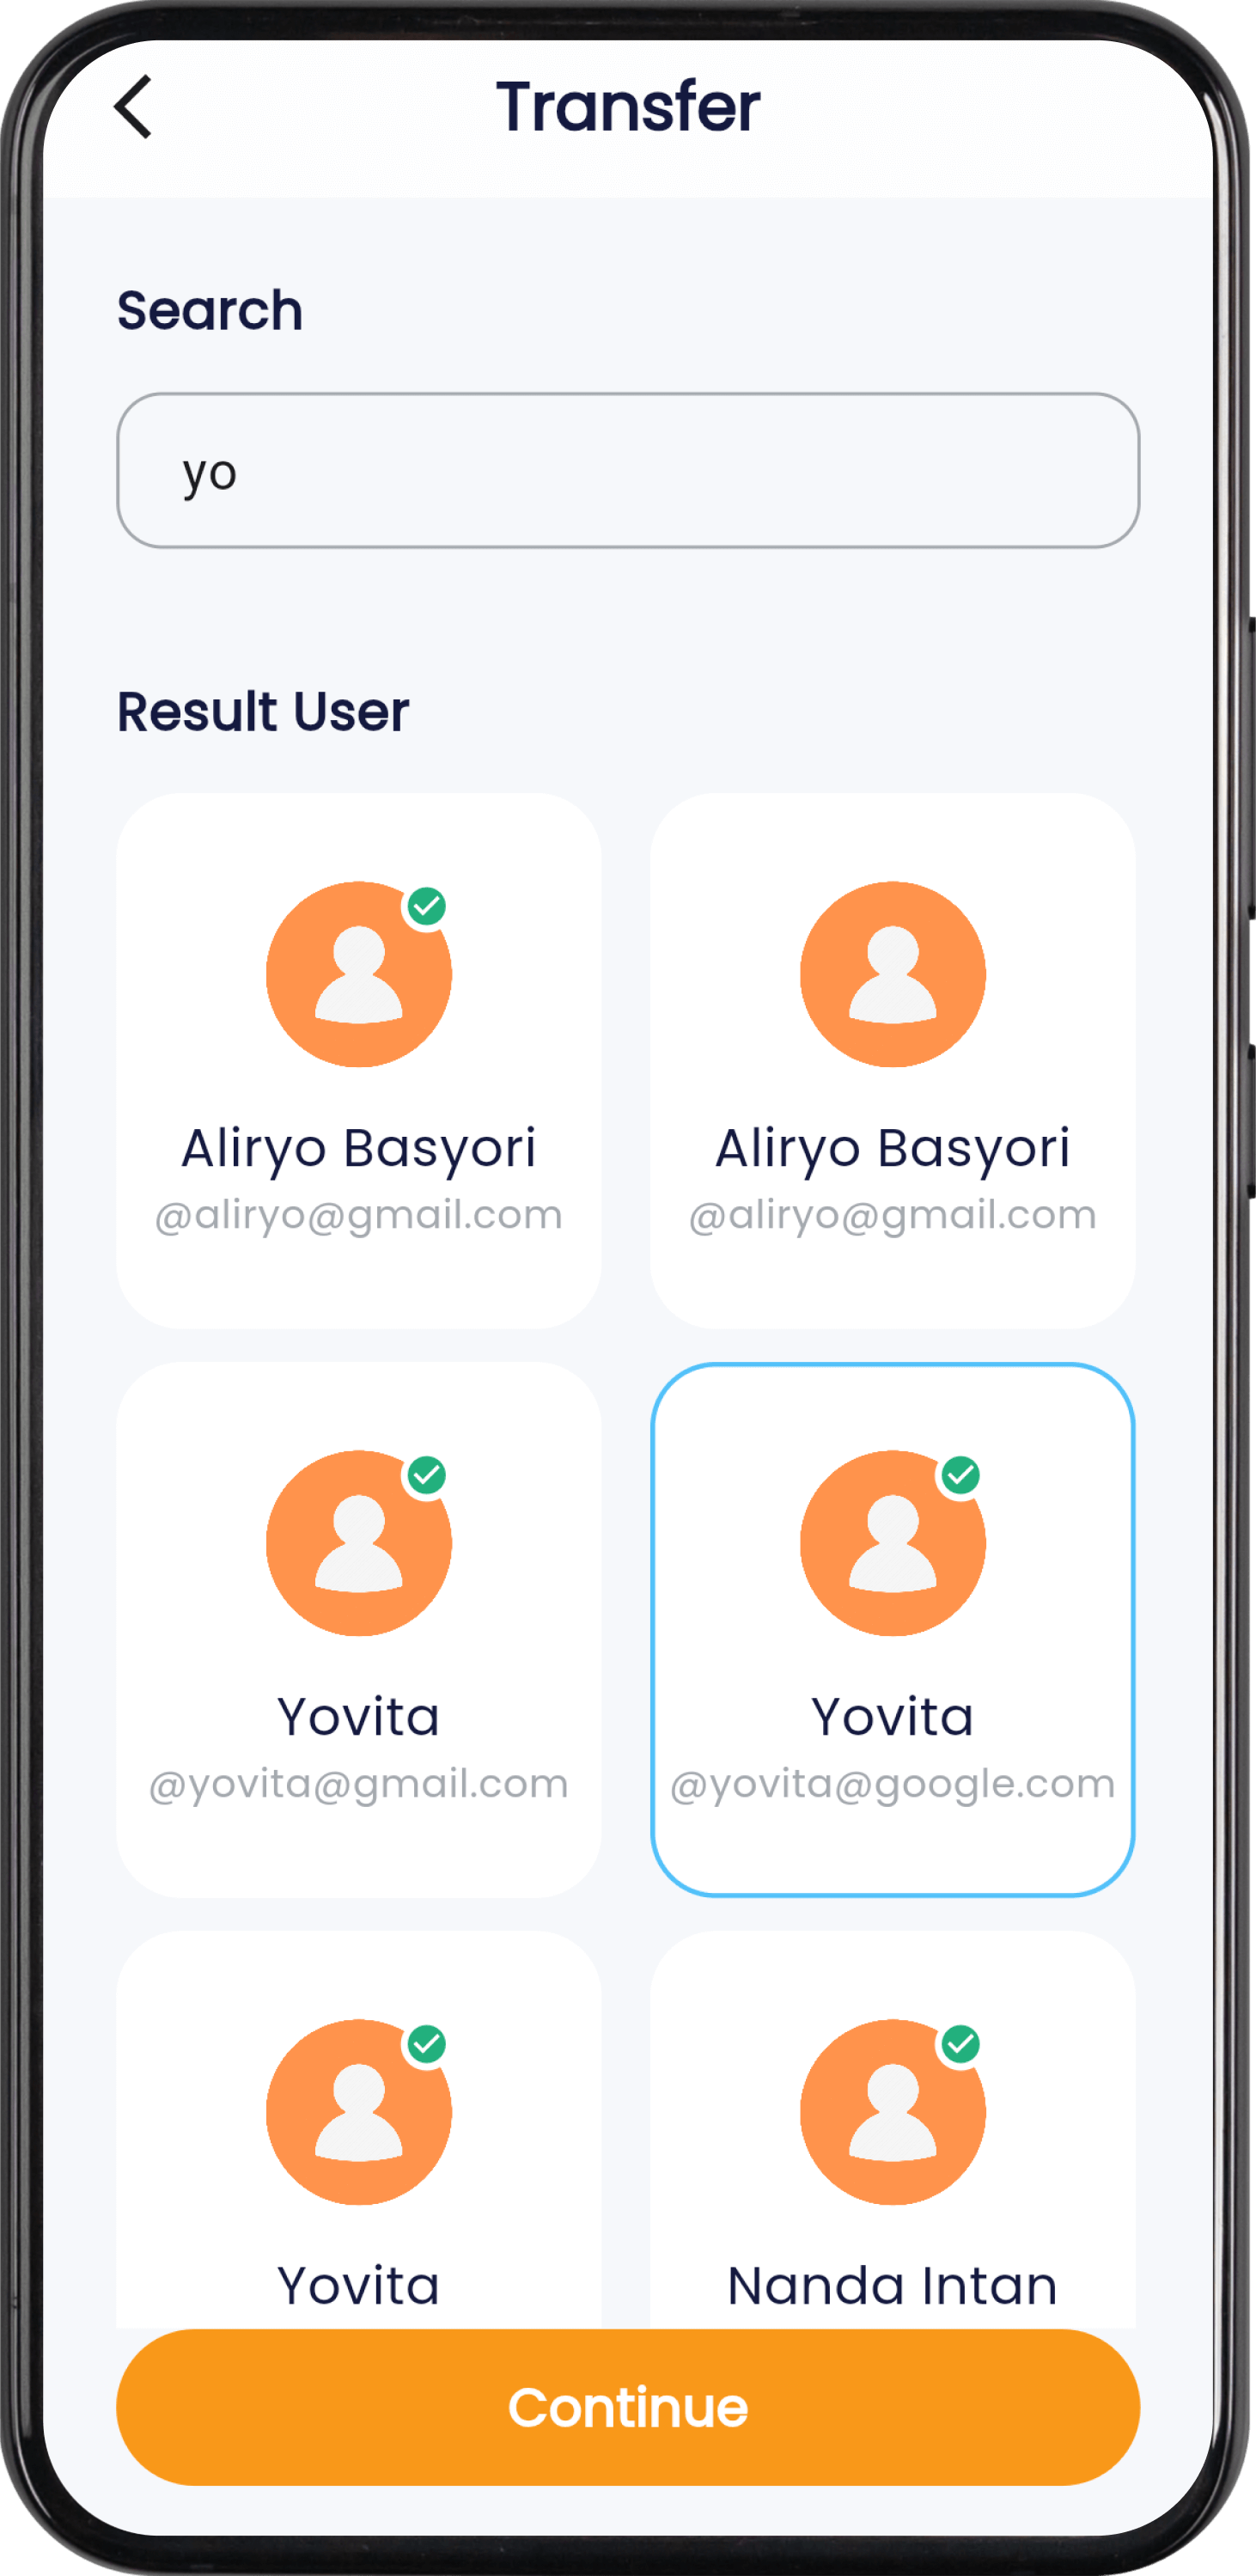 Transfer
Search
yo
Result User
Aliryo Basyori
@aliryo@gmail.com
Aliryo Basyori
@aliryo@gmail.com
Yovita
@yovita@gmail.com
Yovita
@yovita@google.com
Yovita
Nanda Intan
Continue